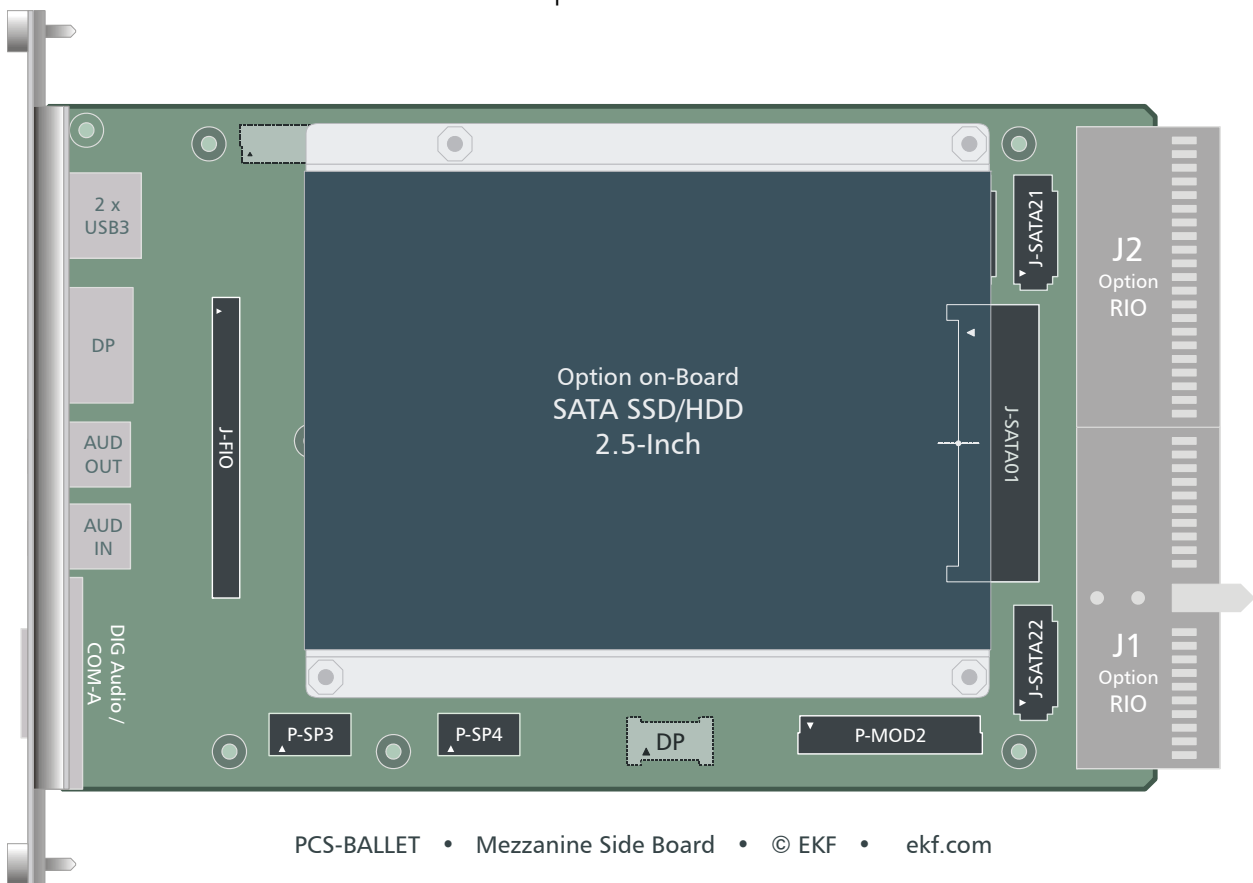 2 x
USB3
DP
AUD
OUT
AUD
IN
DIG Audio /
COM-A
J-FIO
Option on-Board
SATA SSD/HDD
2.5-Inch
J-SATA21
J-SATA01
J-SATA22
J2
Option
RIO
J1
Option
RIO
P-SP3
P-SP4
DP
P-MOD2
PCS-BALLET • Mezzanine Side Board • © EKF • ekf.com